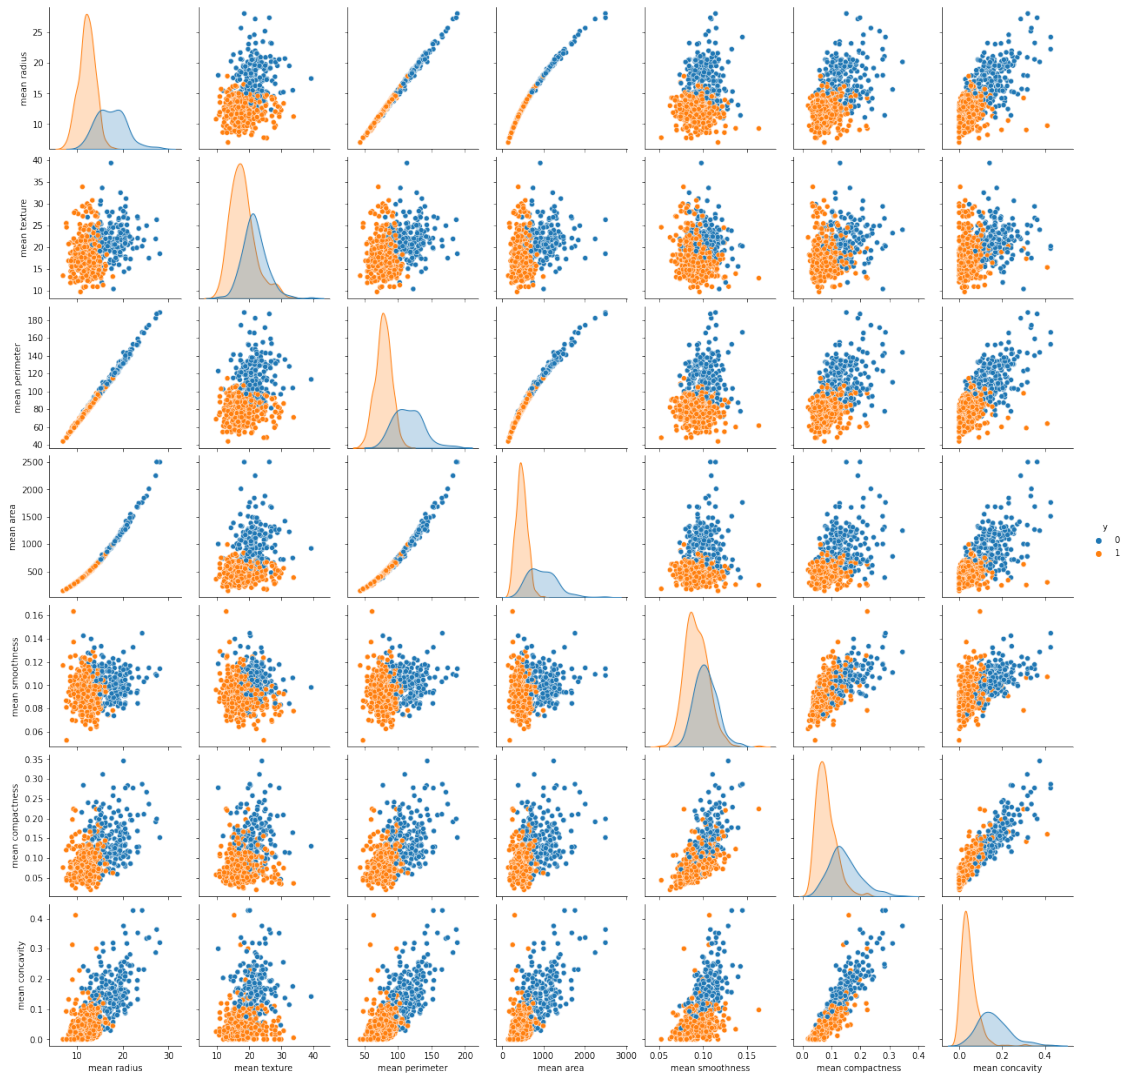 mean radius
25
20
15
10
mean texture
40
35
30
25
20
15
10
mean perimeter
180
160
140
120
100
80
60
40
mean area
2500
2000
1500
1000
500
y
0
1
mean smoothness
0.16
0.14
0.12
0.10
0.08
0.06
mean compactness
0.35
0.30
0.25
0.20
0.15
0.10
0.05
mean concavity
0.4
0.3
0.2
0.1
0.0
10 20 30
10 20 30 40
50 100 150 200
0 1000 2000 3000
0.05 0.10 0.15
0.0 0.1 0.2 0.3 0.4
0.0 0.2 0.4
mean radius
mean texture
mean perimeter
mean area
mean smoothness
mean compactness
mean concavity